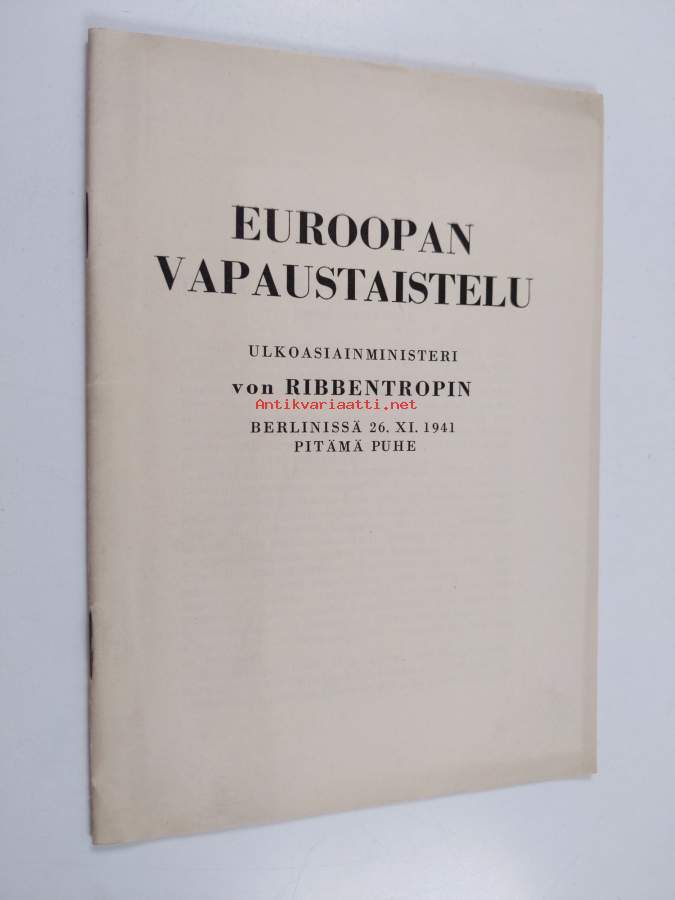 EUROOPAN
VAPAUSTAISTELU
ULKOASIAINMINISTERI
von RIBBENTROPIN
Antikvariaatti.net
BERLINISSÄ 26. XI. 1941
PITÄMÄ PUHE